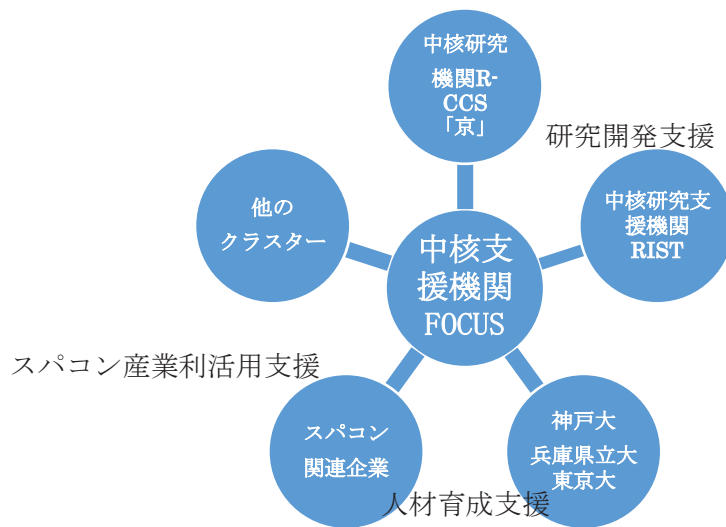 中核研究
機関R-
CCS
「京」
研究開発支援
他の
クラスター
中核研究支
援機関
RIST
中核支
援機関
FOCUS
スパコン産業利活用支援
スパコン
関連企業
神戸大
兵庫県立大
東京大
人材育成支援